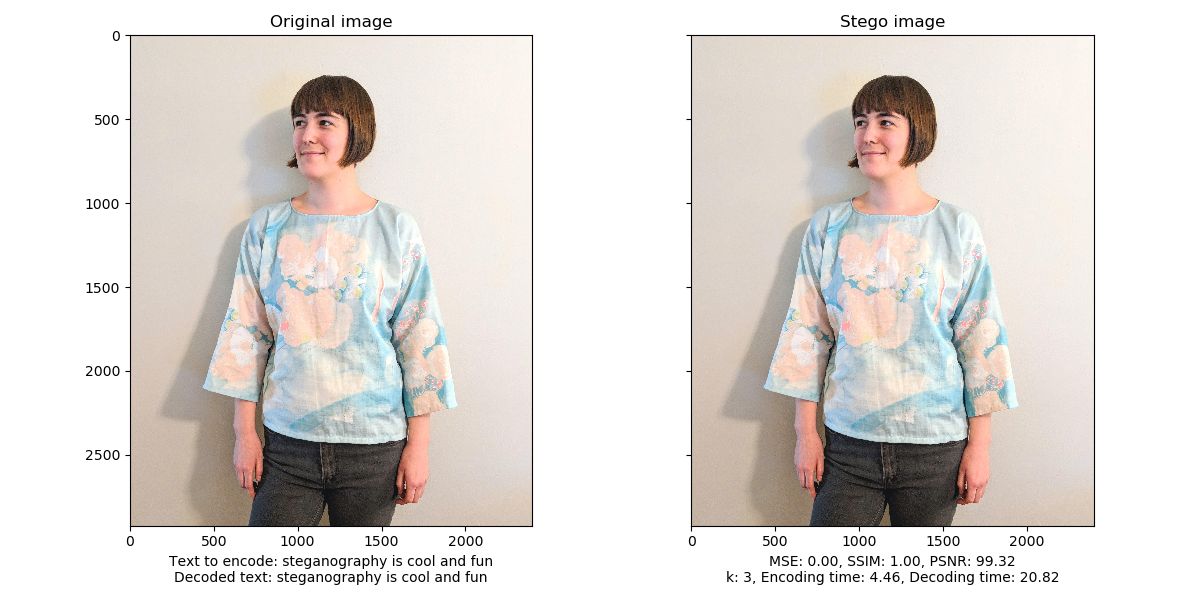 Original image
Stego image
0
500
1000
1500
2000
2500
0 500 1000 1500 2000
0 500 1000 1500 2000
Text to encode: steganography is cool and fun
Decoded text: steganography is cool and fun
MSE: 0.00, SSIM: 1.00, PSNR: 99.32
k: 3, Encoding time: 4.46, Decoding time: 20.82